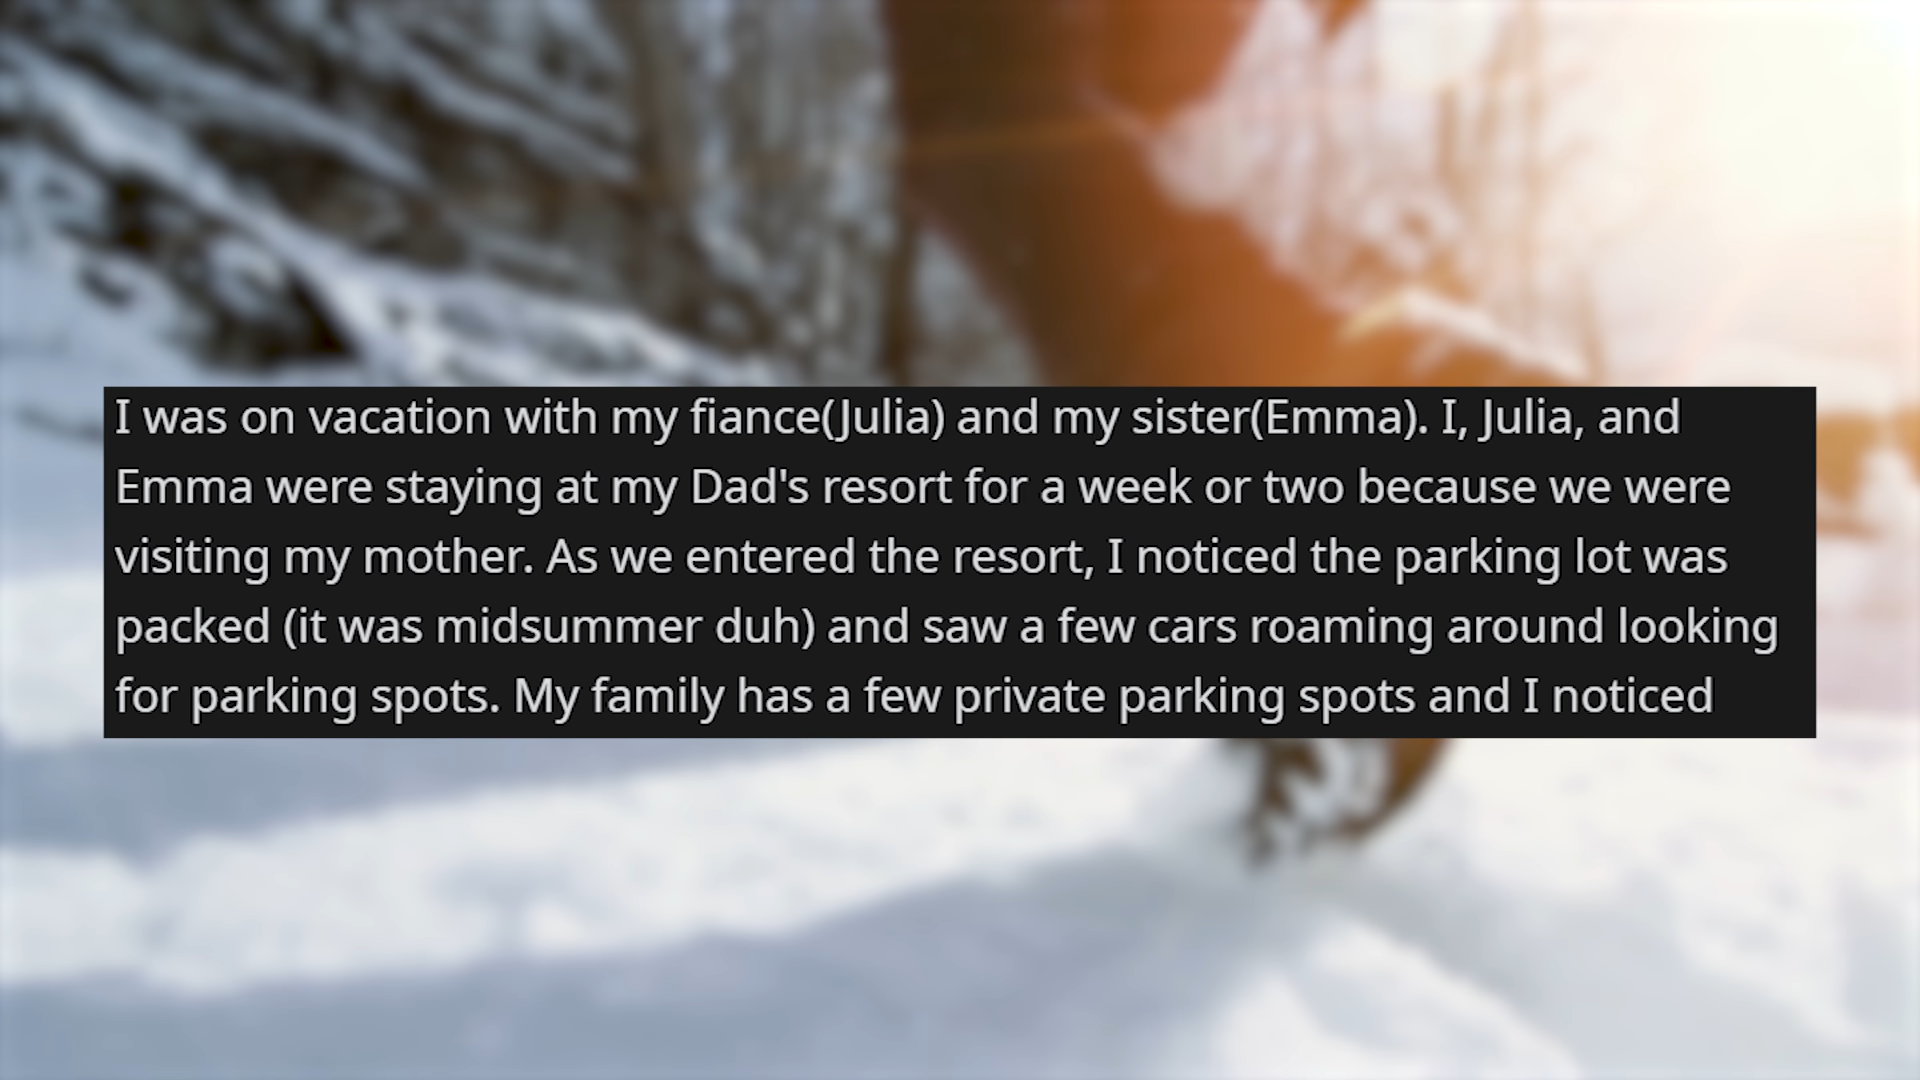 I was on vacation with my fiance(Julia) and my sister(Emma). I, Julia, and
Emma were staying at my Dad's resort for a week or two because we were
visiting my mother. As we entered the resort, I noticed the parking lot was
packed (it was midsummer duh) and saw a few cars roaming around looking
for parking spots. My family has a few private parking spots and I noticed